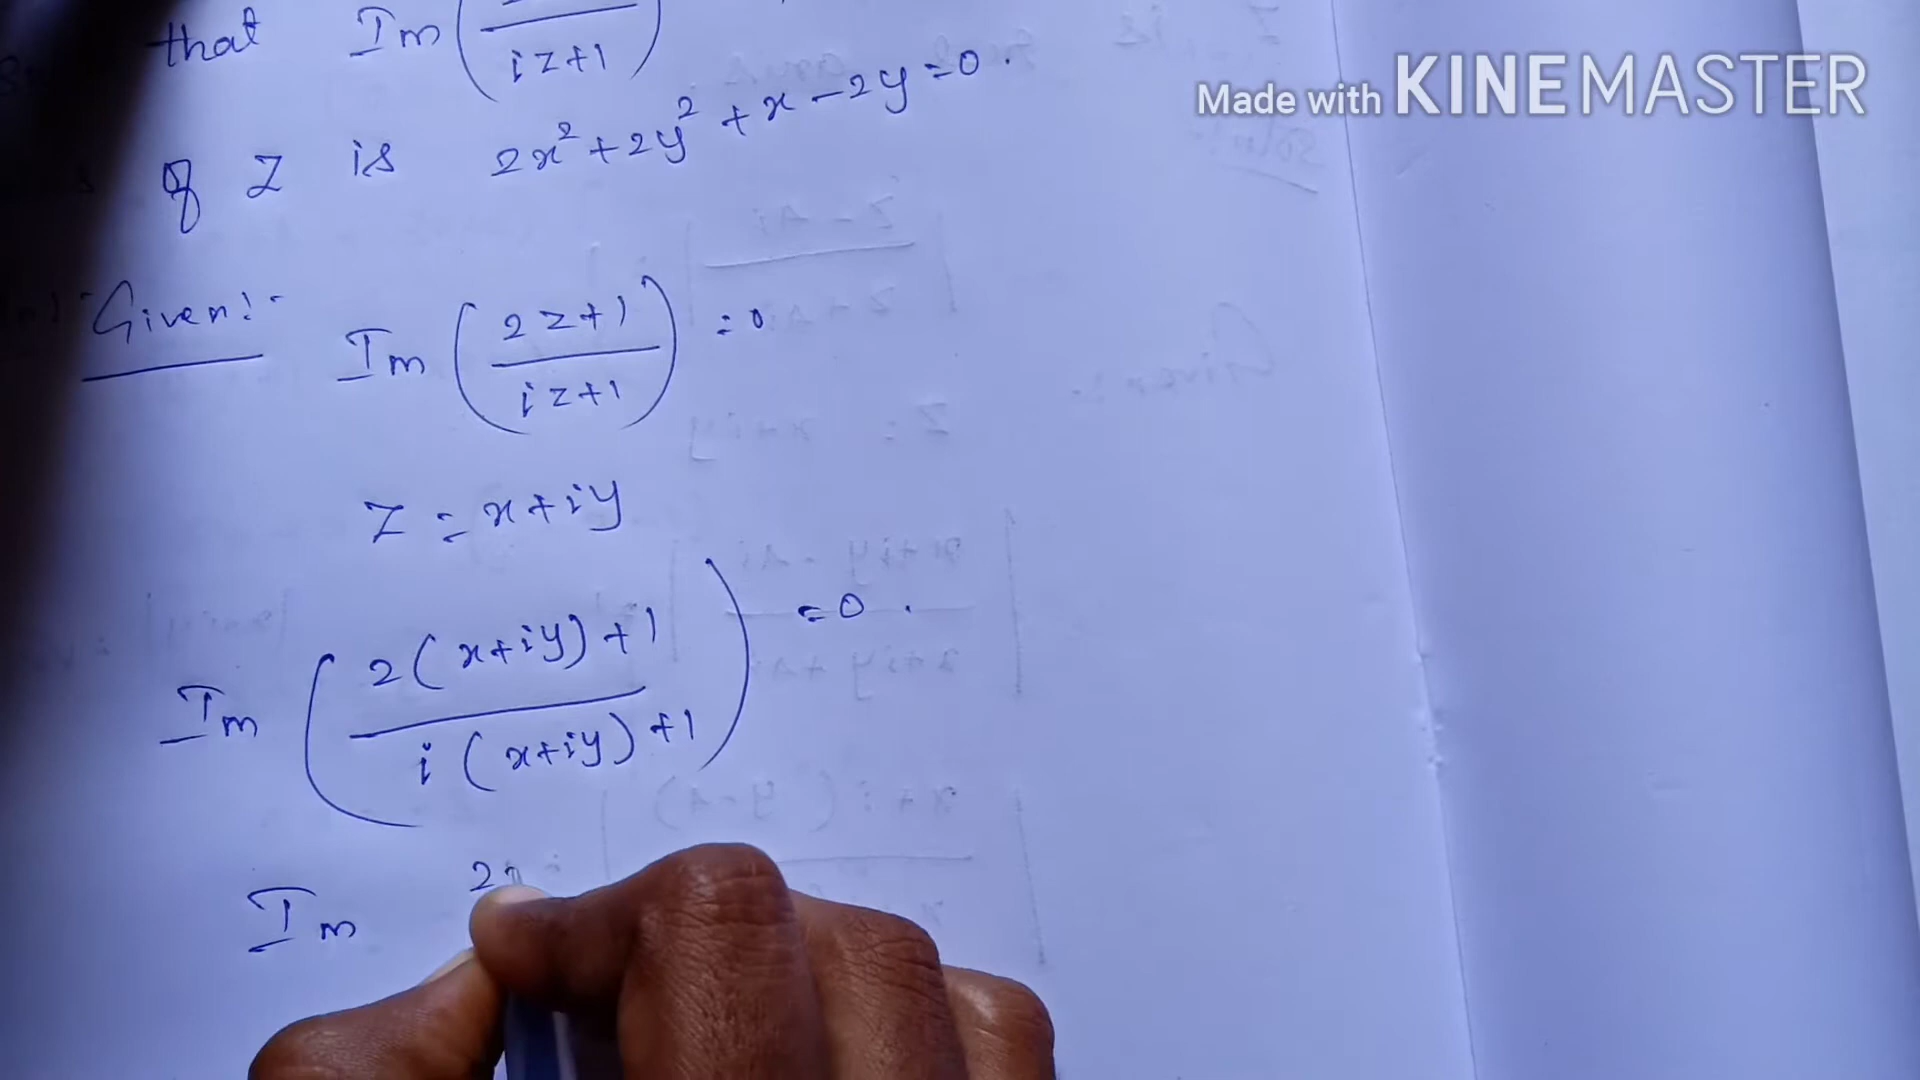 that Im ( / iz+1 )
Made with KINEMASTER
of z is 2x²+2y²+x-2y=0.
Given:- Im ( 2z+1 / iz+1 ) =0
z = x+iy
Im ( 2(x+iy)+1 / i(x+iy)+1 ) =0.
Im 2